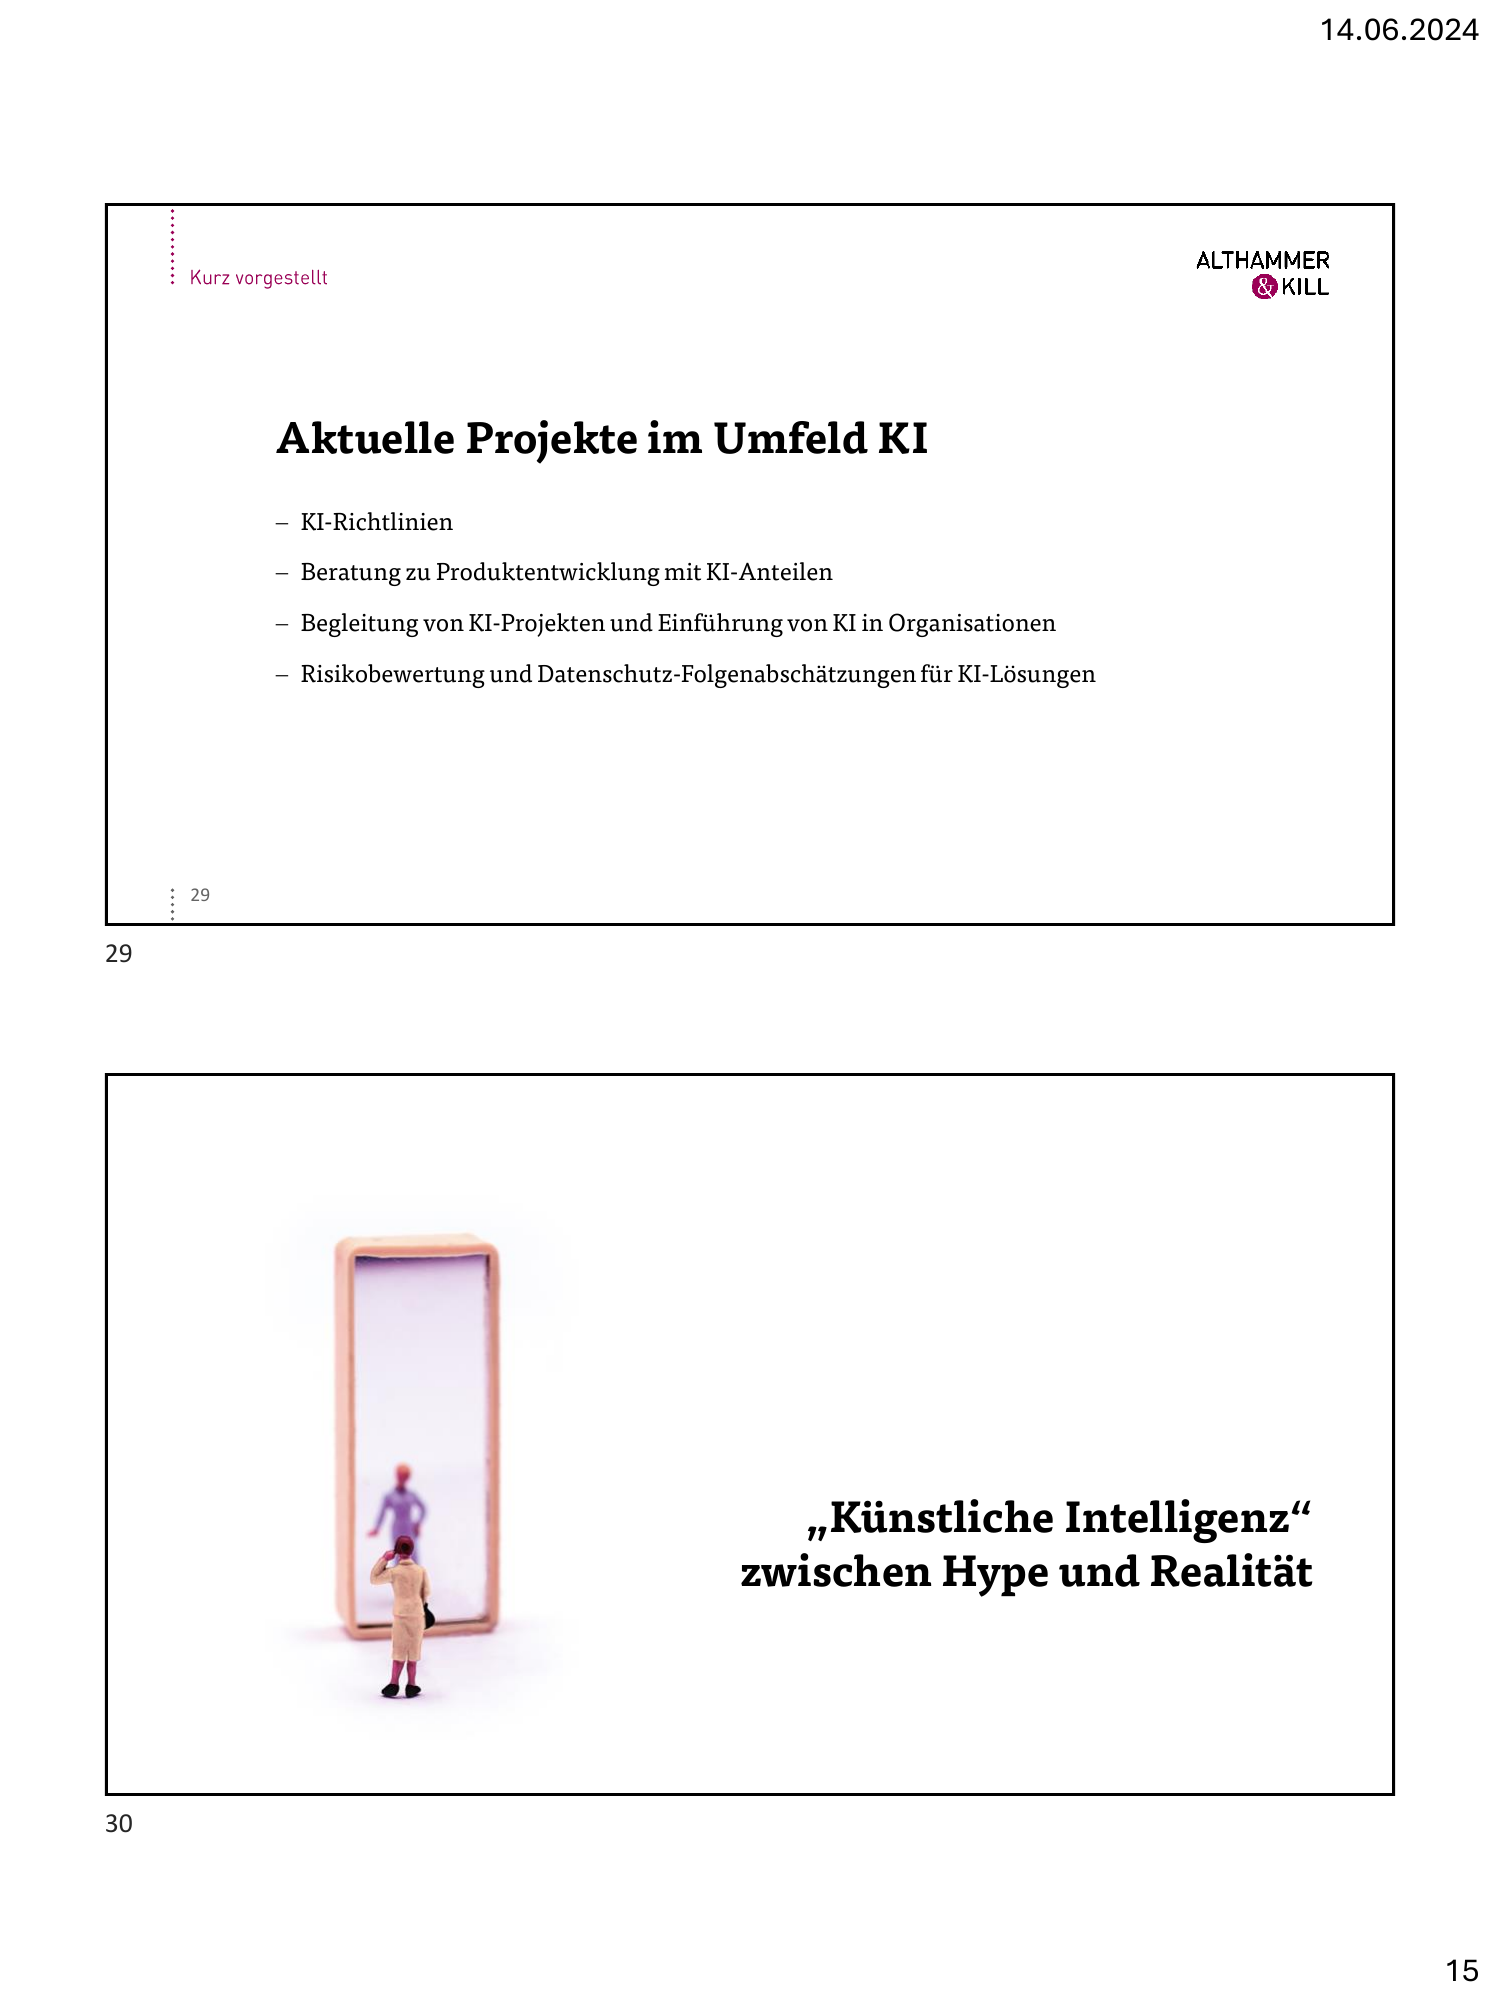 14.06.2024
Kurz vorgestellt
ALTHAMMER
& KILL
Aktuelle Projekte im Umfeld KI
– KI-Richtlinien
– Beratung zu Produktentwicklung mit KI-Anteilen
– Begleitung von KI-Projekten und Einführung von KI in Organisationen
– Risikobewertung und Datenschutz-Folgenabschätzungen für KI-Lösungen
29
29
„Künstliche Intelligenz“
zwischen Hype und Realität
30
15